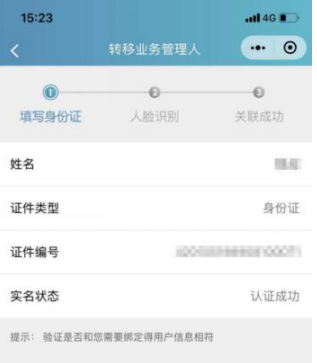 15:23
4G
转移业务管理人
1 2 3
填写身份证 人脸识别 关联成功
姓名
证件类型 身份证
证件编号
实名状态 认证成功
提示： 验证是否和您需要绑定得用户信息相符